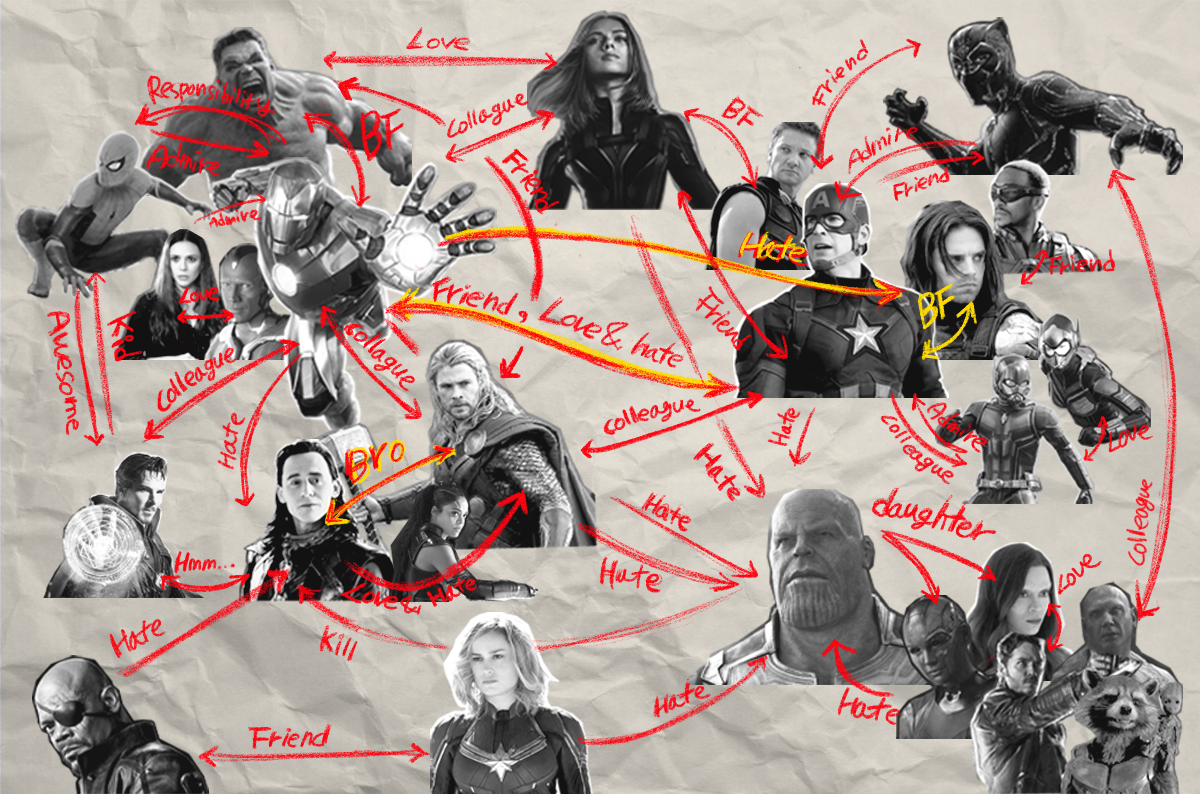 Love
Responsibility
Collague
BF
Friend
BF
Admire
Admire
Friend
Friend
Admire
Hate
Friend
Love
Friend, Love & hate
Friend
BF
Awesome
Kid
Colleague
collague
colleague
Hate
Admire
Colleague
Love
Hate
Bro
Hate
Hate
Hate
daughter
Colleague
Hmm...
Love& Hate
Love
Hate
Kill
Hate
Hate
Friend
A